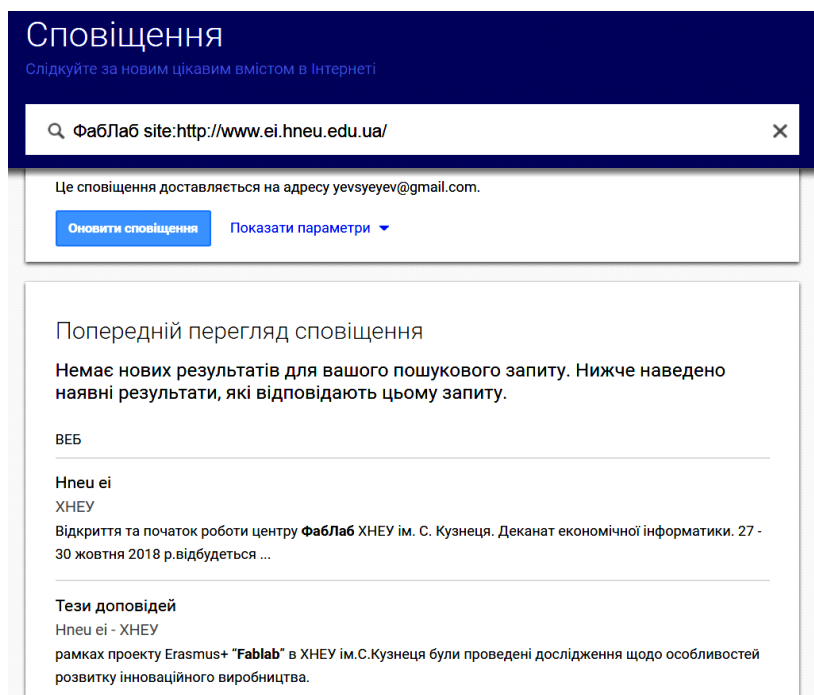 Сповіщення
Слідкуйте за новим цікавим вмістом в Інтернеті
ФабЛаб site:http://www.ei.hneu.edu.ua/
Це сповіщення доставляється на адресу yevsyeyev@gmail.com.
Оновити сповіщення Показати параметри
Попередній перегляд сповіщення
Немає нових результатів для вашого пошукового запиту. Нижче наведено
наявні результати, які відповідають цьому запиту.
ВЕБ
Hneu ei
ХНЕУ
Відкриття та початок роботи центру ФабЛаб ХНЕУ ім. С. Кузнеця. Деканат економічної інформатики. 27 -
30 жовтня 2018 р.відбудеться ...
Тези доповідей
Hneu ei - ХНЕУ
рамках проекту Erasmus+ “Fablab” в ХНЕУ ім.С.Кузнеця були проведені дослідження щодо особливостей
розвитку інноваційного виробництва.